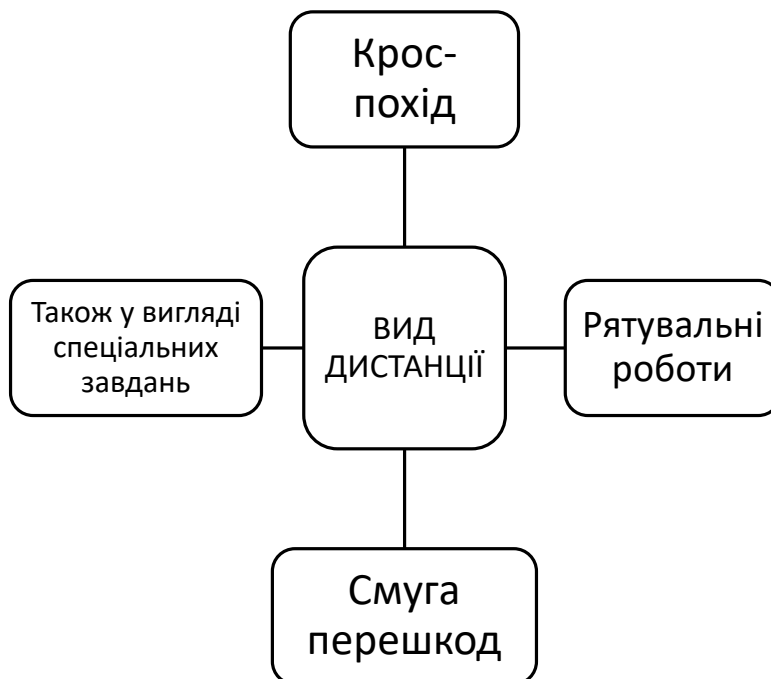 Крос-
похід
Також у вигляді
спеціальних
завдань
ВИД
ДИСТАНЦІЇ
Рятувальні
роботи
Смуга
перешкод